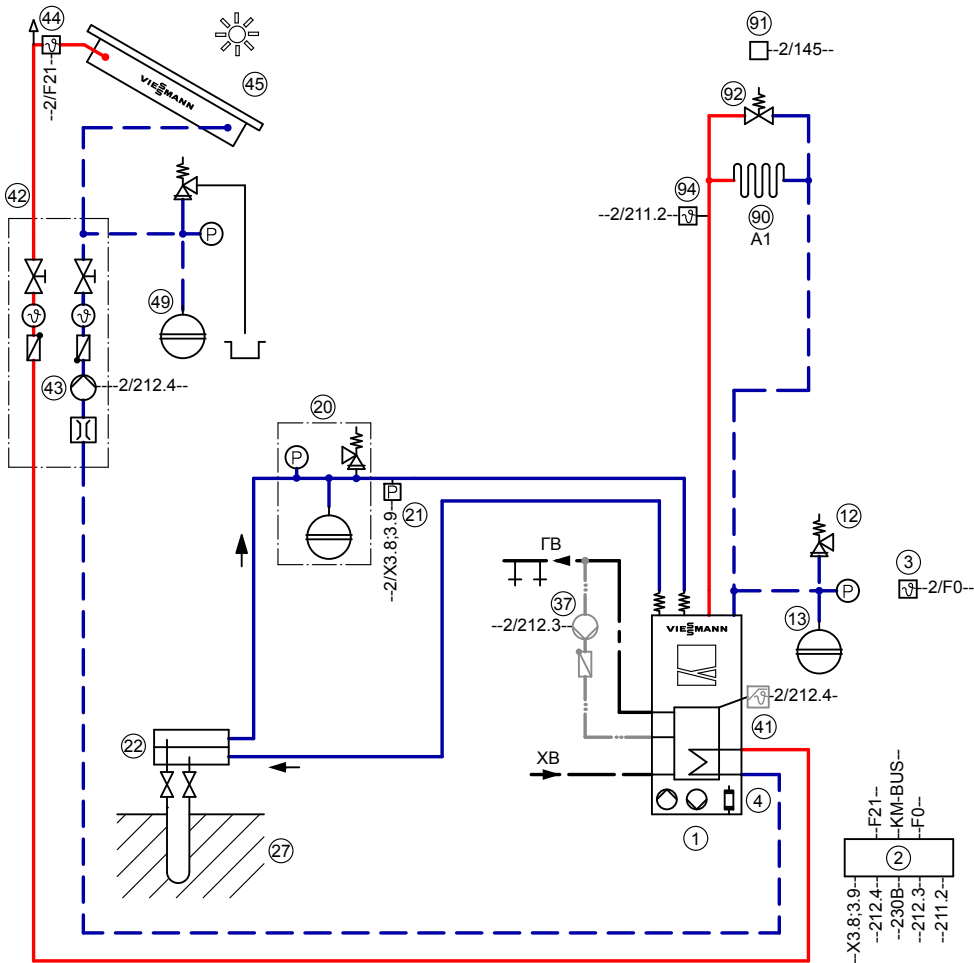 44
91
--2/145--
--2/F21--
45
VIESSMANN
92
42
94
--2/211.2--
90
A1
P
49
43
----2/212.4--
20
P
P
21
--2/X3.8;3.9--
12
ГВ
3
--2/F0--
37
P
--2/212.3--
13
VIESSMANN
--2/212.4-
41
22
ХВ
4
1
27
--F21--
--KM-BUS--
--F0--
2
--X3.8;3.9--
--212.4--
--230В--
--212.3--
--211.2--